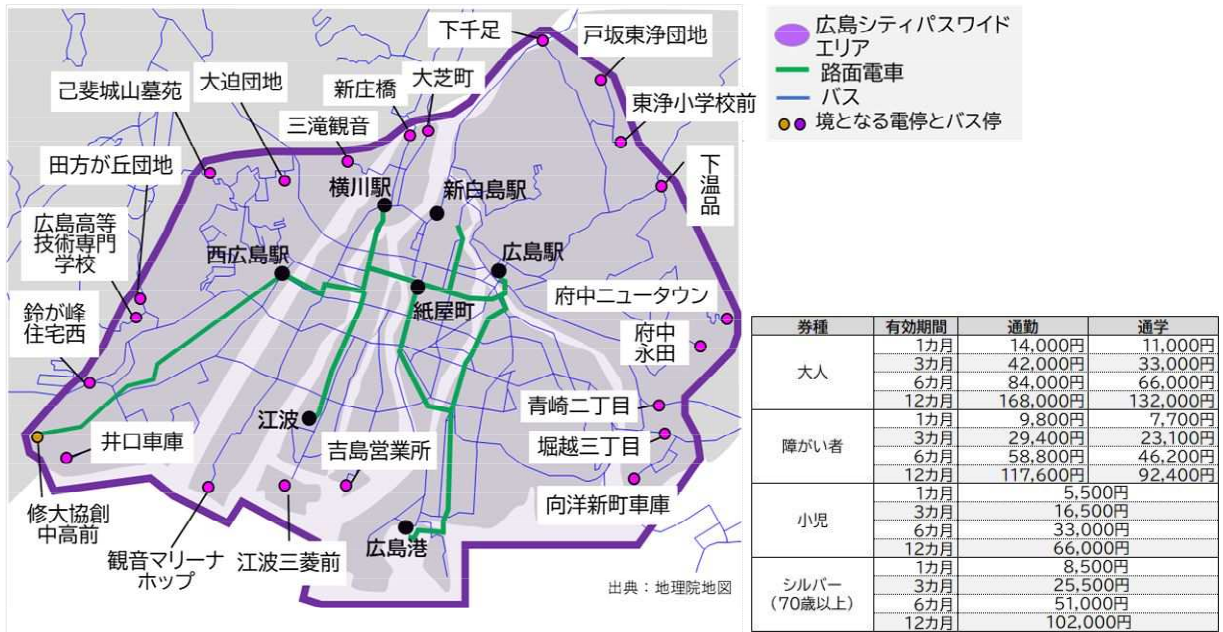 下千足
戸坂東浄団地
己斐城山墓苑
大迫団地
新庄橋
大芝町
三滝観音
東浄小学校前
田方が丘団地
横川駅
新白島駅
下
温
品
広島高等
技術専門
学校
西広島駅
広島駅
鈴が峰
住宅西
紙屋町
府中ニュータウン
府中
永田
江波
青崎二丁目
井口車庫
吉島営業所
堀越三丁目
修大協創
中高前
向洋新町車庫
観音マリーナ
ホップ
江波三菱前
広島港
出典:地理院地図
広島シティパスワイド
エリア
路面電車
バス
境となる電停とバス停
券種 有効期間 通勤 通学
大人
1カ月 14,000円 11,000円
3カ月 42,000円 33,000円
6カ月 84,000円 66,000円
12カ月 168,000円 132,000円
障がい者
1カ月 9,800円 7,700円
3カ月 29,400円 23,100円
6カ月 58,800円 46,200円
12カ月 117,600円 92,400円
小児
1カ月 5,500円
3カ月 16,500円
6カ月 33,000円
12カ月 66,000円
シルバー
(70歳以上)
1カ月 8,500円
3カ月 25,500円
6カ月 51,000円
12カ月 102,000円